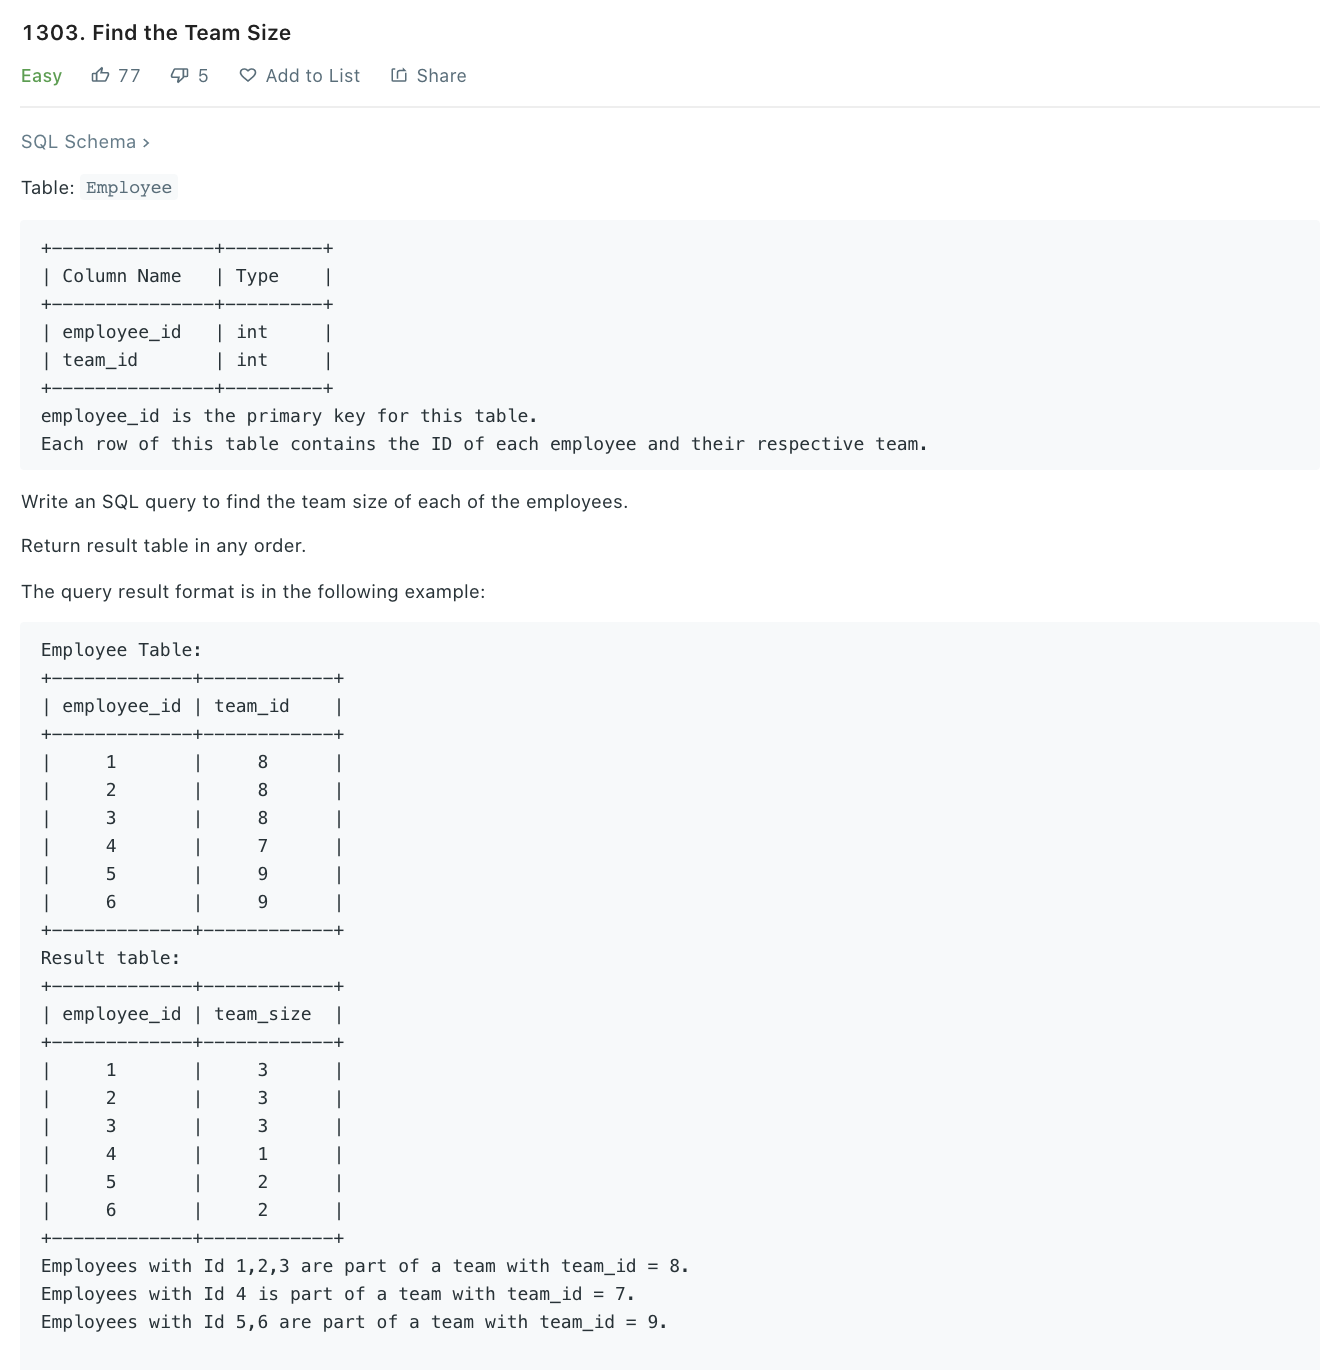 1303. Find the Team Size
Easy 77 5 Add to List Share
SQL Schema >
Table: Employee
+---------------+---------+
| Column Name   | Type    |
+---------------+---------+
| employee_id   | int     |
| team_id       | int     |
+---------------+---------+
employee_id is the primary key for this table.
Each row of this table contains the ID of each employee and their respective team.
Write an SQL query to find the team size of each of the employees.
Return result table in any order.
The query result format is in the following example:
Employee Table:
+-------------+------------+
| employee_id | team_id    |
+-------------+------------+
|     1       |     8      |
|     2       |     8      |
|     3       |     8      |
|     4       |     7      |
|     5       |     9      |
|     6       |     9      |
+-------------+------------+
Result table:
+-------------+------------+
| employee_id | team_size  |
+-------------+------------+
|     1       |     3      |
|     2       |     3      |
|     3       |     3      |
|     4       |     1      |
|     5       |     2      |
|     6       |     2      |
+-------------+------------+
Employees with Id 1,2,3 are part of a team with team_id = 8.
Employees with Id 4 is part of a team with team_id = 7.
Employees with Id 5,6 are part of a team with team_id = 9.